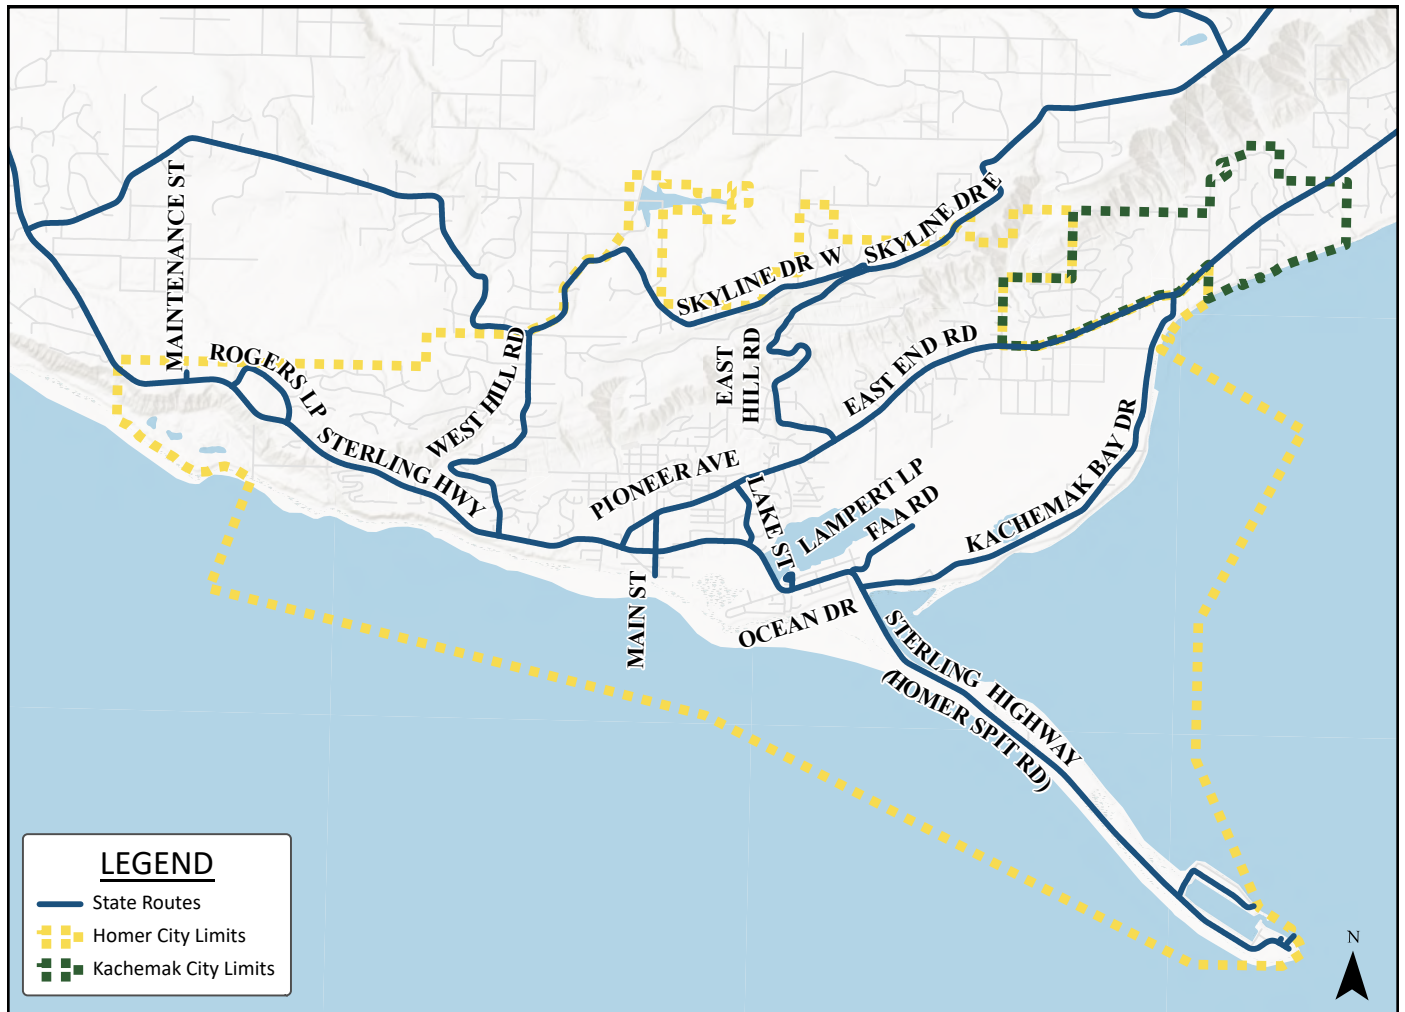 MAINTENANCE ST
SKYLINE DR E
SKYLINE DR W
ROGERS LP
WEST HILL RD
EAST
HILL RD
EAST END RD
STERLING HWY
PIONEER AVE
KACHEMAK BAY DR
LAKE ST
LAMPERT LP
FAA RD
MAIN ST
OCEAN DR
STERLING HIGHWAY
(HOMER SPIT RD)
LEGEND
State Routes
Homer City Limits
Kachemak City Limits
N